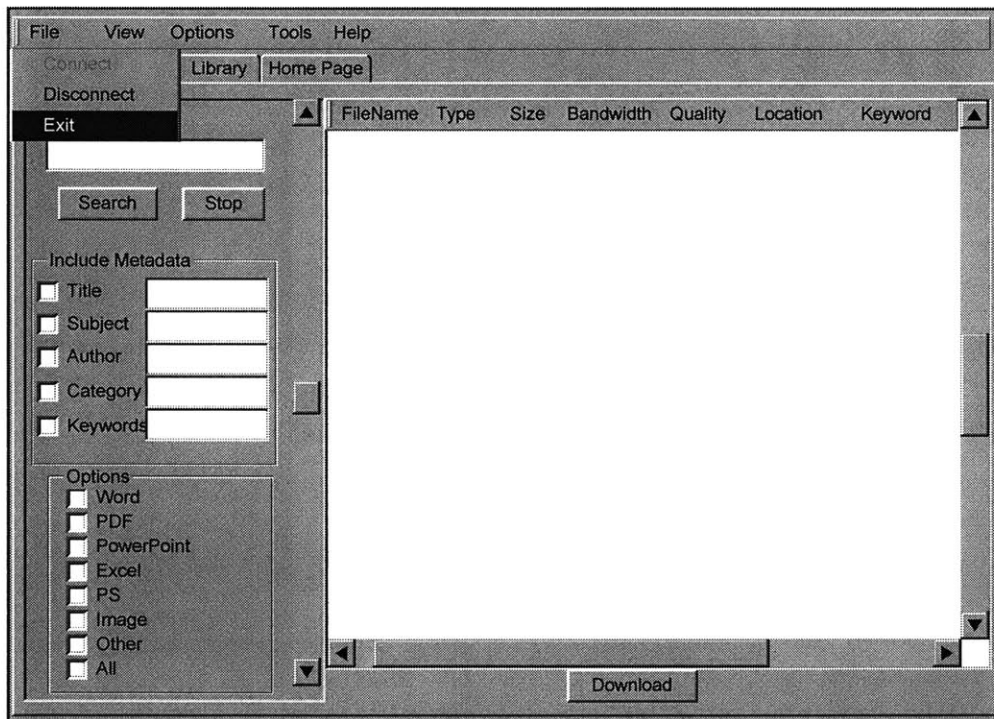 File View Options Tools Help
Connect Library Home Page
Disconnect
Exit FileName Type Size Bandwidth Quality Location Keyword
Search Stop
Include Metadata
Title
Subject
Author
Category
Keywords
Options
Word
PDF
PowerPoint
Excel
PS
Image
Other
All
Download